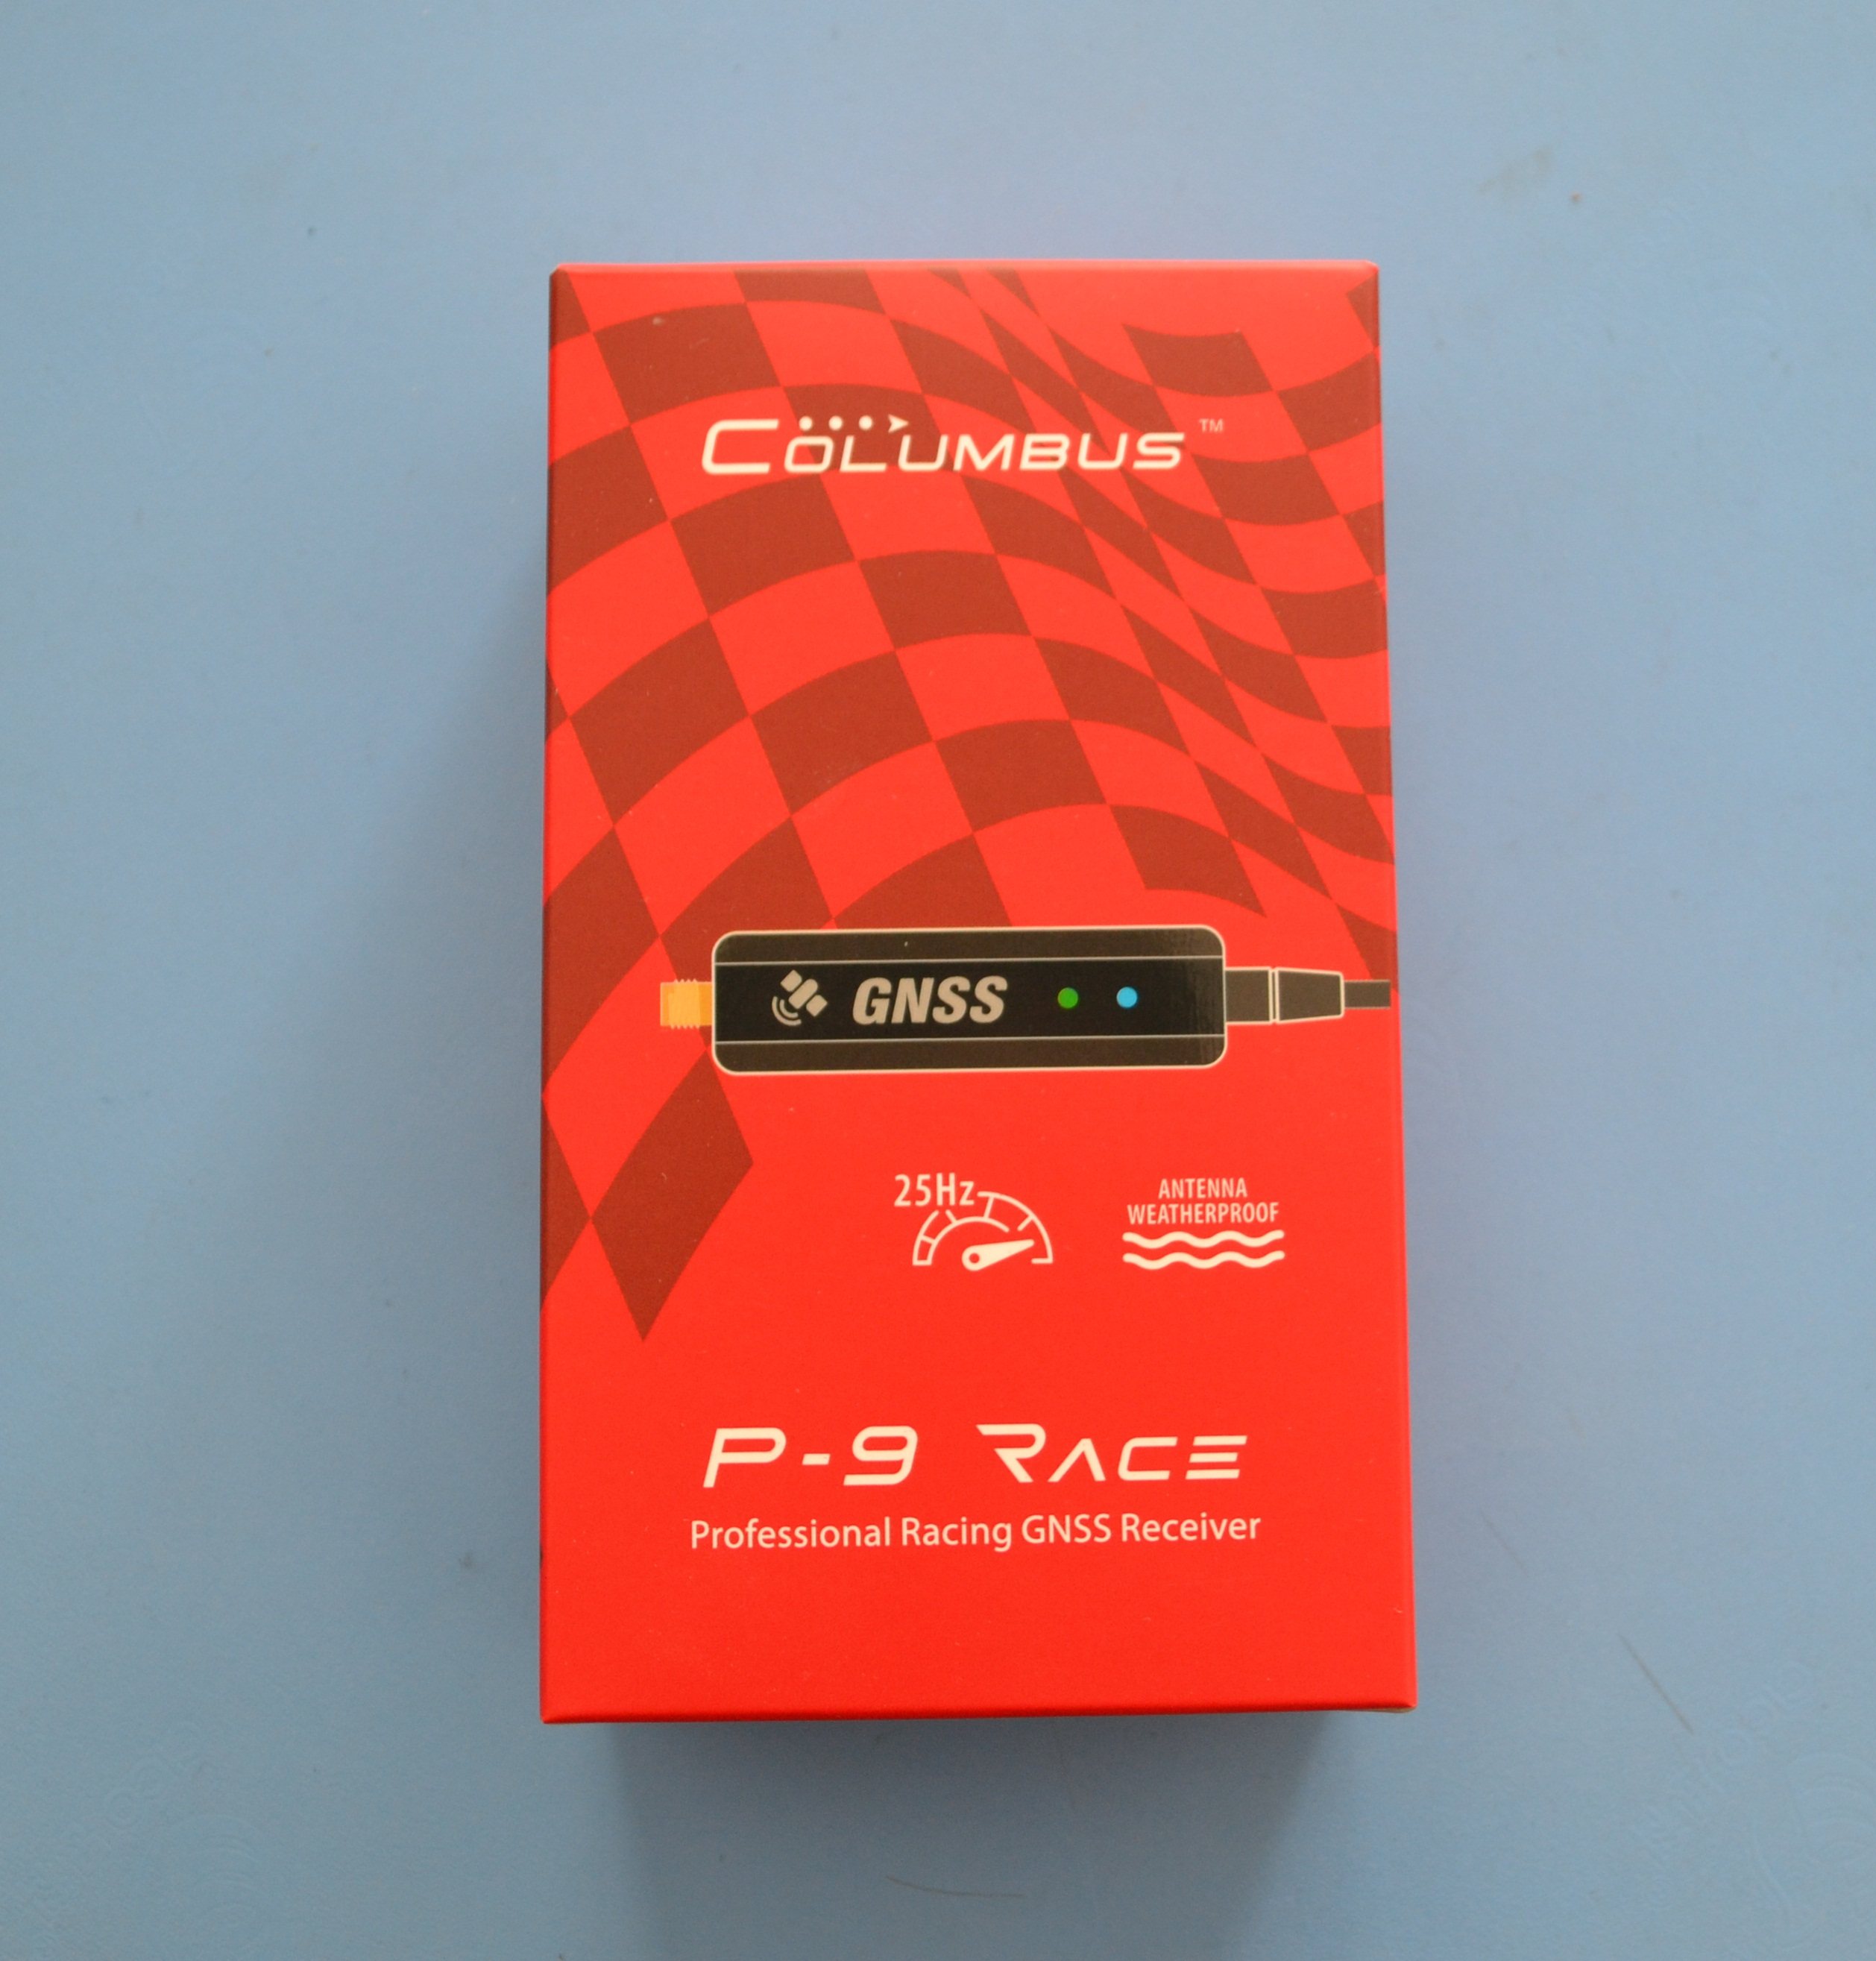 COLUMBUS™
GNSS
25Hz
ANTENNA
WEATHERPROOF
P-9 RACE
Professional Racing GNSS Receiver